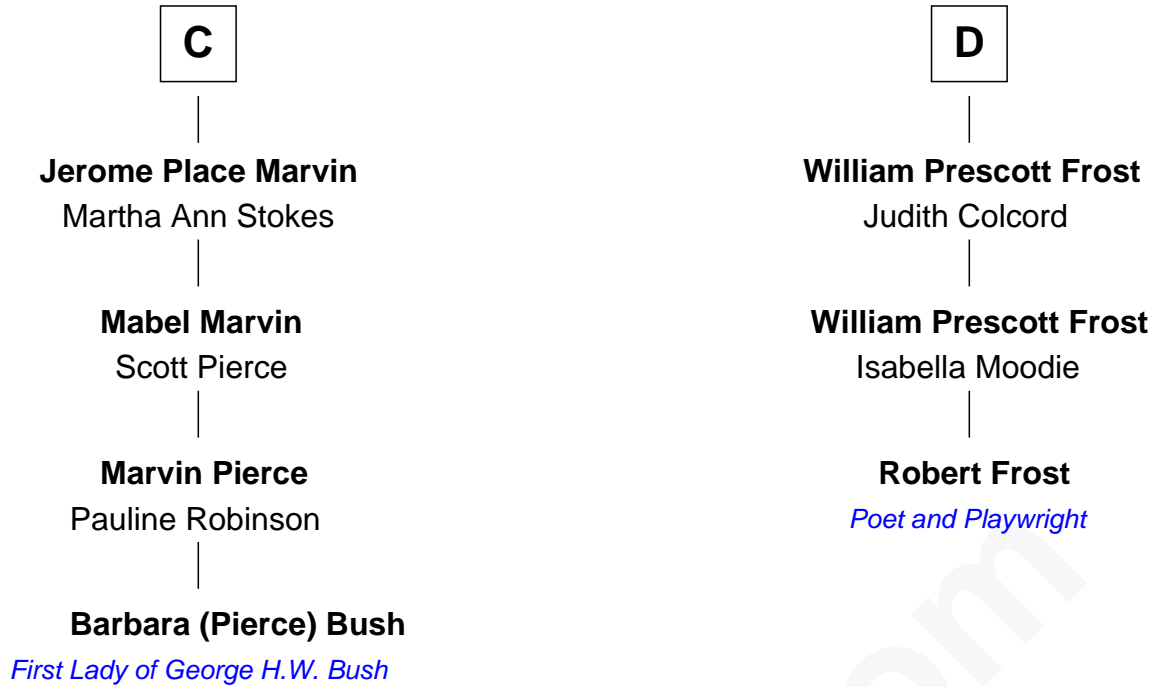 C
Jerome Place Marvin
Martha Ann Stokes
Mabel Marvin
Scott Pierce
Marvin Pierce
Pauline Robinson
Barbara (Pierce) Bush
First Lady of George H.W. Bush
D
William Prescott Frost
Judith Colcord
William Prescott Frost
Isabella Moodie
Robert Frost
Poet and Playwright